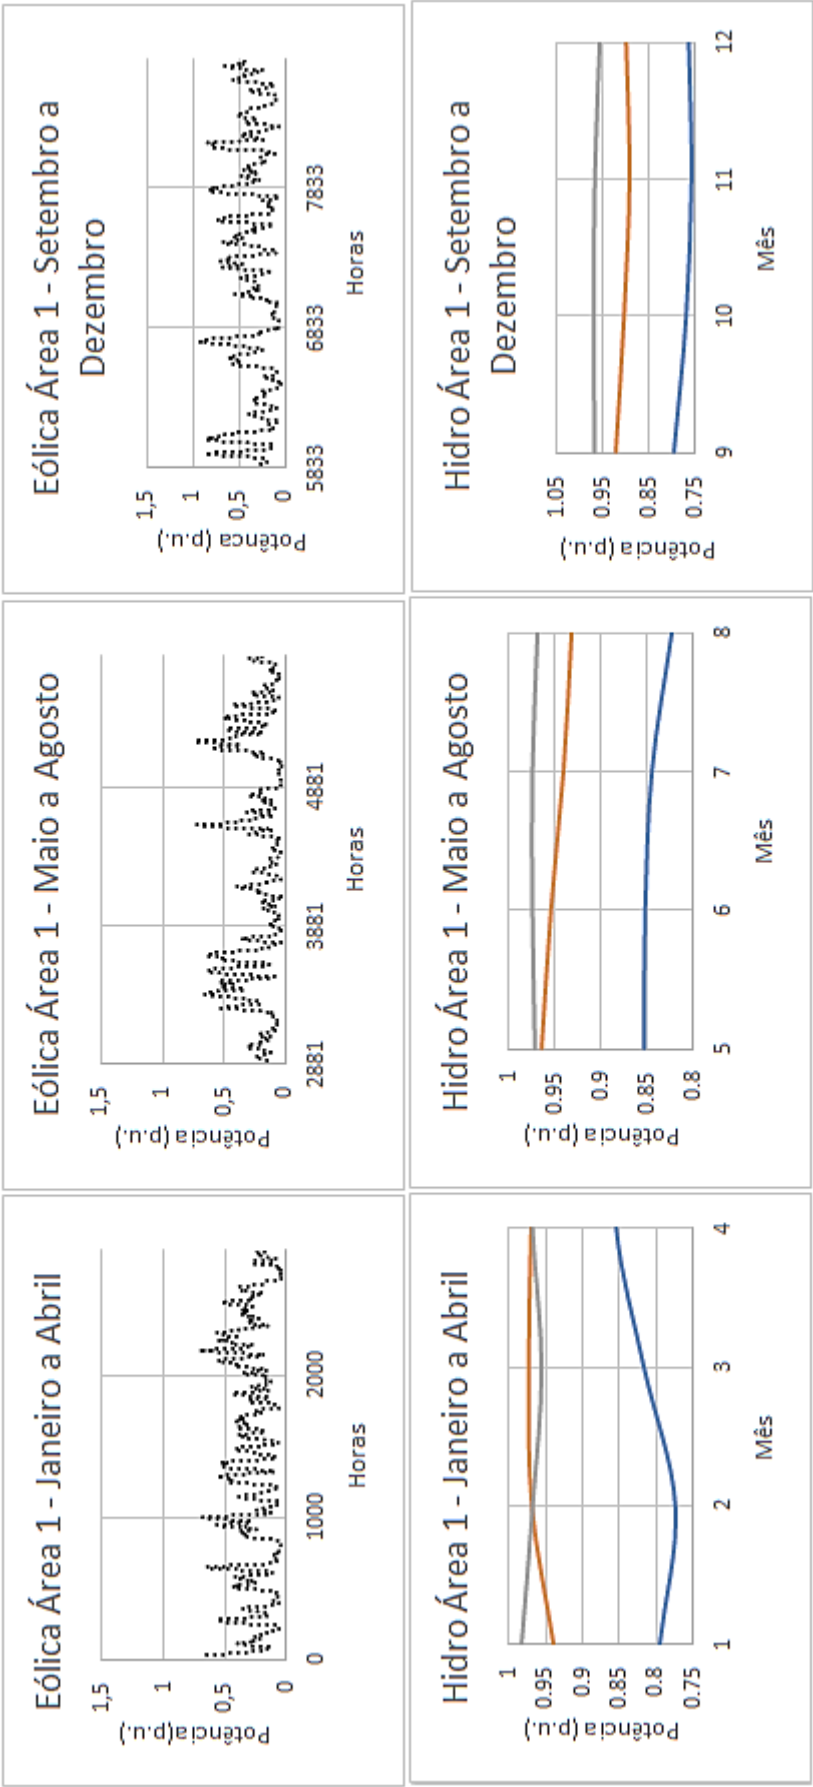 Eólica Área 1 - Janeiro a Abril
Potência(p.u.)
1,5
1
0,5
0
0
1000
2000
Horas
Eólica Área 1 - Maio a Agosto
Potência (p.u.)
1,5
1
0,5
0
2881
3881
4881
Horas
Eólica Área 1 - Setembro a
Dezembro
Potênca (p.u.)
1,5
1
0,5
0
5833
6833
7833
Horas
Hidro Área 1 - Janeiro a Abril
Potência (p.u.)
1
0.95
0.9
0.85
0.8
0.75
1
2
3
4
Mês
Hidro Área 1 - Maio a Agosto
Potência (p.u.)
1
0.95
0.9
0.85
0.8
5
6
7
8
Mês
Hidro Área 1 - Setembro a
Dezembro
Potência (p.u.)
1.05
0.95
0.85
0.75
9
10
11
12
Mês